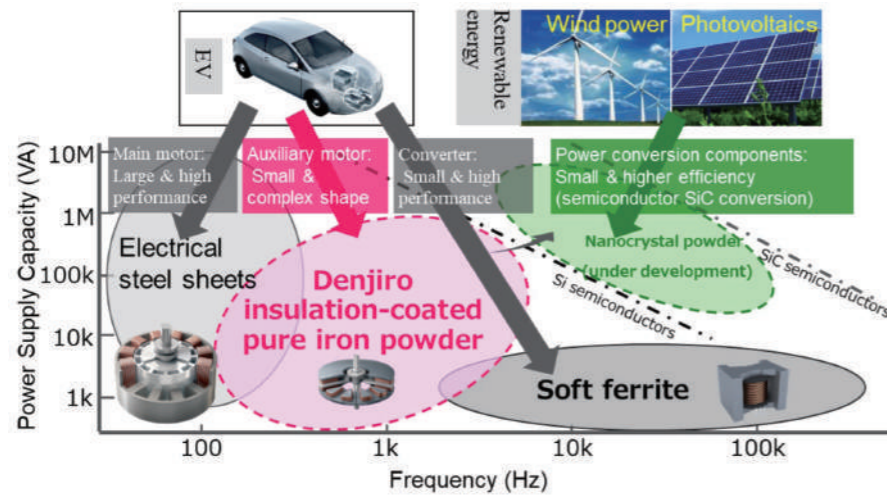 EV
Renewable
energy
Wind power
Photovoltaics
Main motor:
Large & high
performance
Auxiliary motor:
Small &
complex shape
Converter:
Small & high
performance
Power conversion components:
Small & higher efficiency
(semiconductor SiC conversion)
Power Supply Capacity (VA)
10M
1M
100k
10k
1k
Electrical
steel sheets
Denjiro
insulation-coated
pure iron powder
Nanocrystal powder
(under development)
Si semiconductors
SiC semiconductors
Soft ferrite
100
1k
10k
100k
Frequency (Hz)